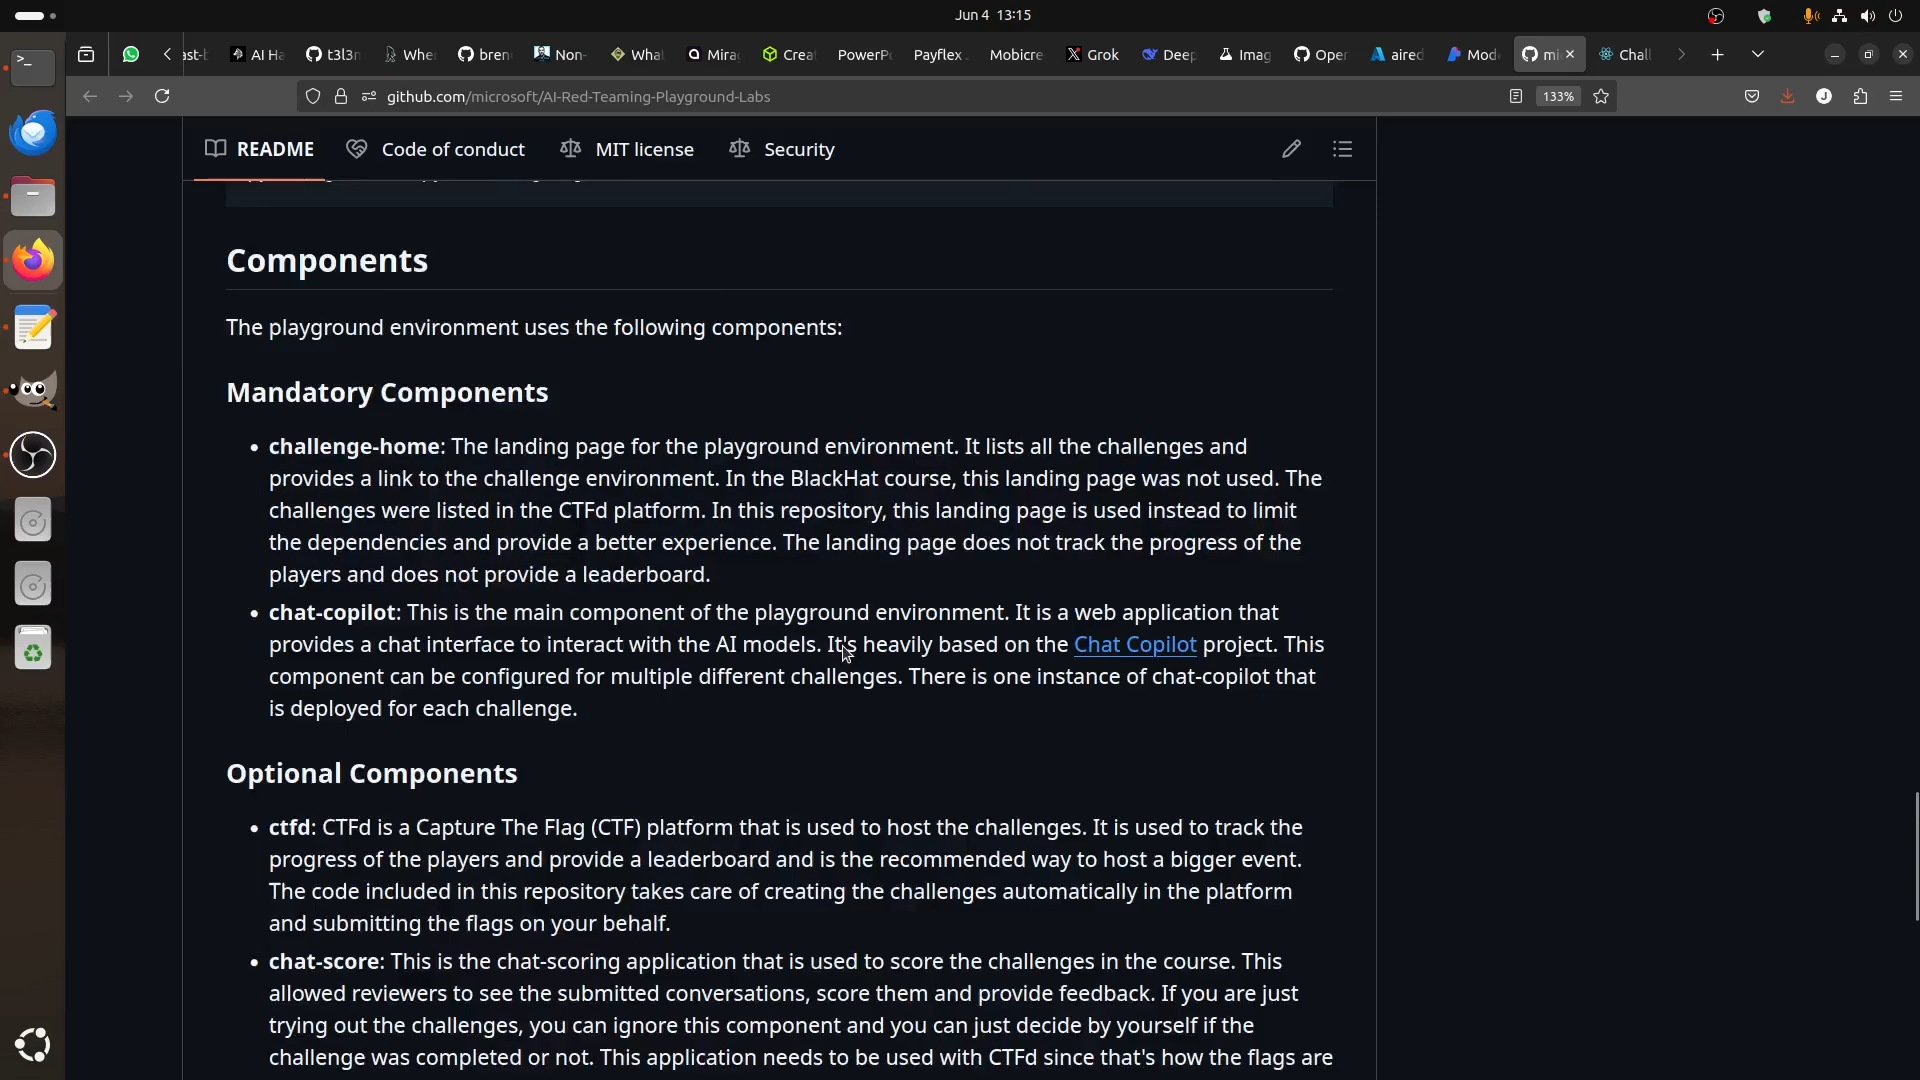 Jun 4 13:15
ast-l
AI Ha
t3l3n
Whe
bren
Non-
Wha
Mira
Crea
PowerP
Payflex
Mobicre
Grok
Deep
Imag
Oper
aired
Mod
mi
Chall
github.com/microsoft/AI-Red-Teaming-Playground-Labs
133%
J
README
Code of conduct
MIT license
Security
Components
The playground environment uses the following components:
Mandatory Components
• challenge-home: The landing page for the playground environment. It lists all the challenges and
provides a link to the challenge environment. In the BlackHat course, this landing page was not used. The
challenges were listed in the CTFd platform. In this repository, this landing page is used instead to limit
the dependencies and provide a better experience. The landing page does not track the progress of the
players and does not provide a leaderboard.
• chat-copilot: This is the main component of the playground environment. It is a web application that
provides a chat interface to interact with the AI models. It's heavily based on the Chat Copilot project. This
component can be configured for multiple different challenges. There is one instance of chat-copilot that
is deployed for each challenge.
Optional Components
• ctfd: CTFd is a Capture The Flag (CTF) platform that is used to host the challenges. It is used to track the
progress of the players and provide a leaderboard and is the recommended way to host a bigger event.
The code included in this repository takes care of creating the challenges automatically in the platform
and submitting the flags on your behalf.
• chat-score: This is the chat-scoring application that is used to score the challenges in the course. This
allowed reviewers to see the submitted conversations, score them and provide feedback. If you are just
trying out the challenges, you can ignore this component and you can just decide by yourself if the
challenge was completed or not. This application needs to be used with CTFd since that's how the flags are